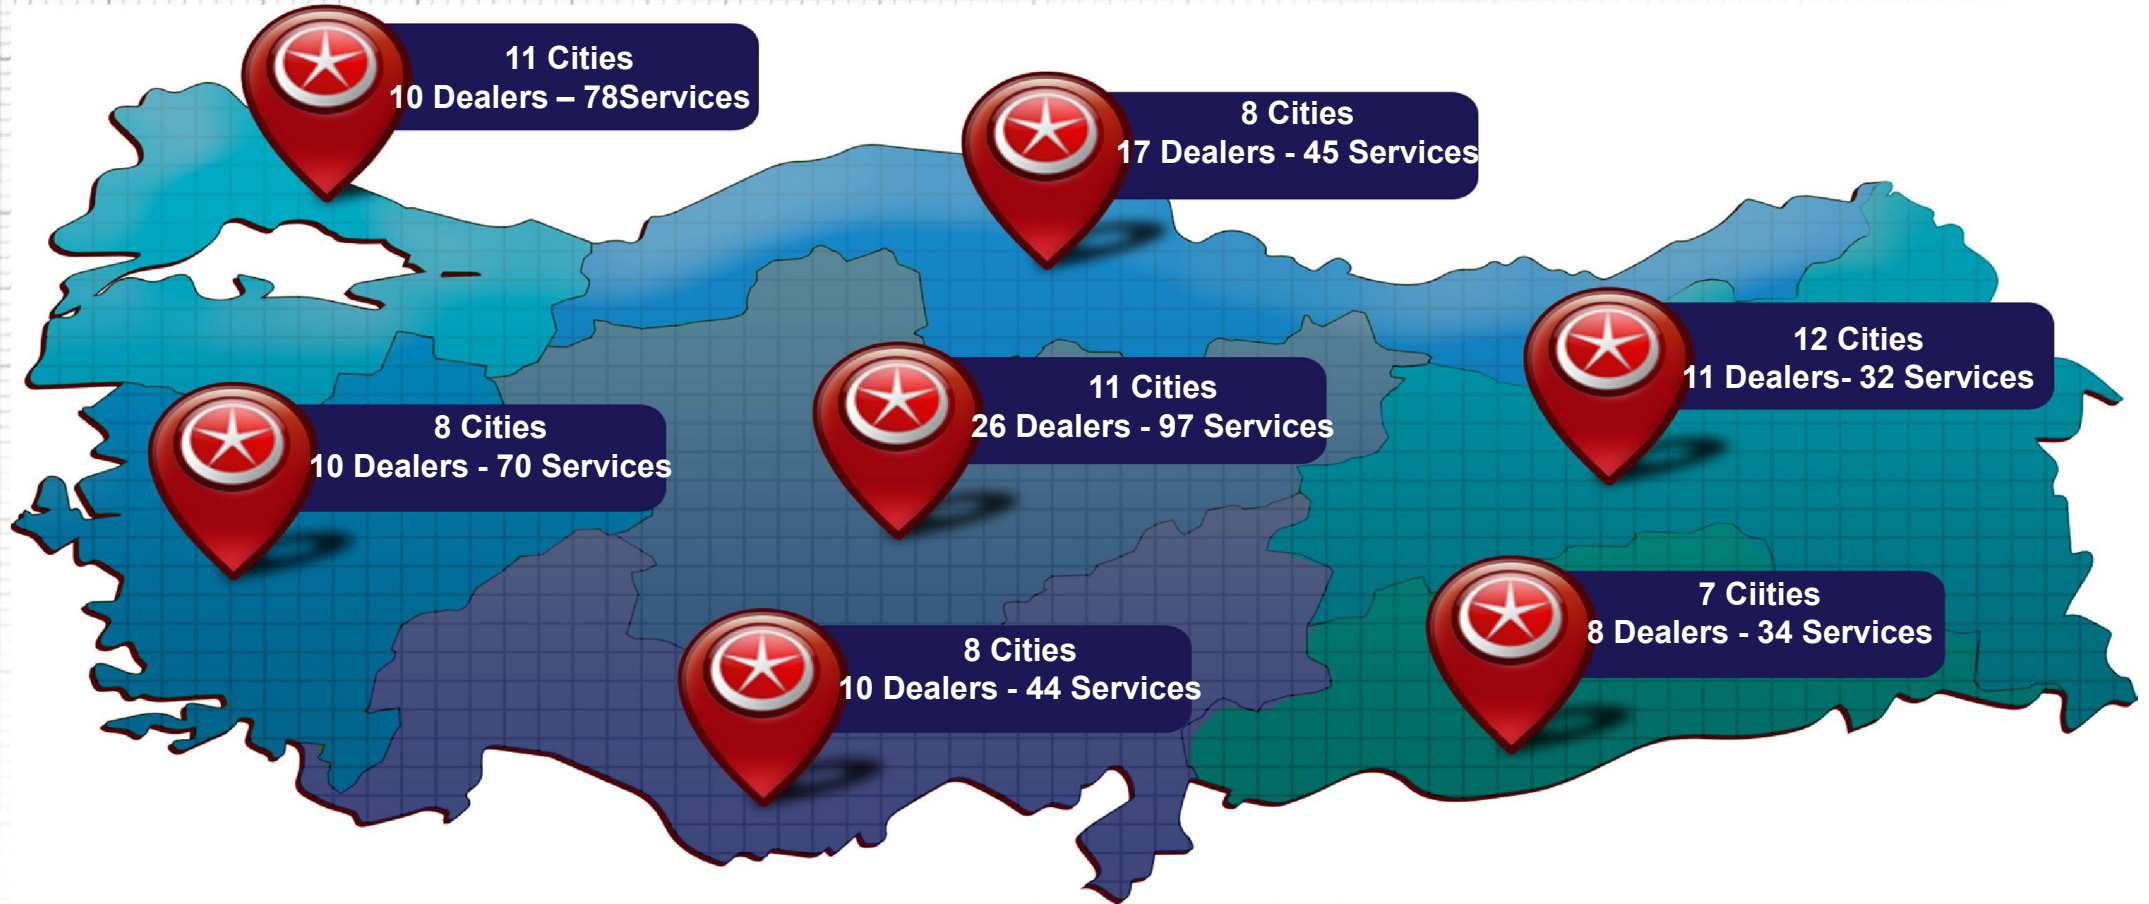 11 Cities
10 Dealers – 78Services
8 Cities
17 Dealers - 45 Services
12 Cities
11 Dealers- 32 Services
11 Cities
26 Dealers - 97 Services
8 Cities
10 Dealers - 70 Services
7 Ciities
8 Dealers - 34 Services
8 Cities
10 Dealers - 44 Services